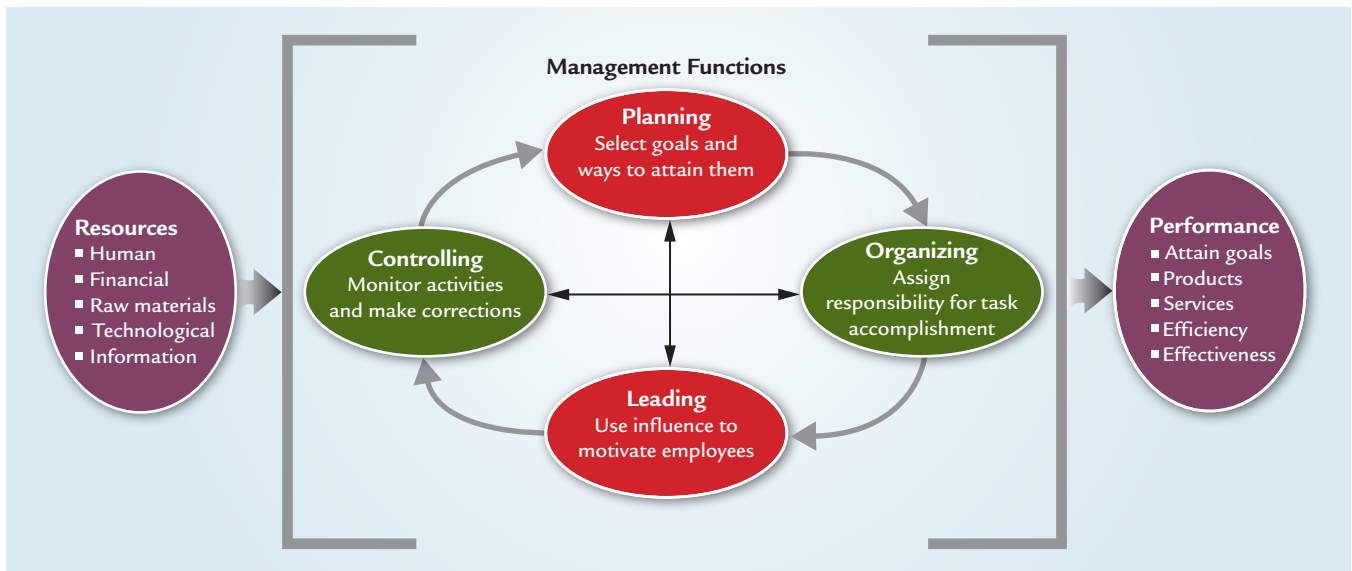 Management Functions
Planning
Select goals and
ways to attain them
Resources
■ Human
■ Financial
■ Raw materials
■ Technological
■ Information
Controlling
Monitor activities
and make corrections
Organizing
Assign
responsibility for task
accomplishment
Leading
Use influence to
motivate employees
Performance
■ Attain goals
■ Products
■ Services
■ Efficiency
■ Effectiveness